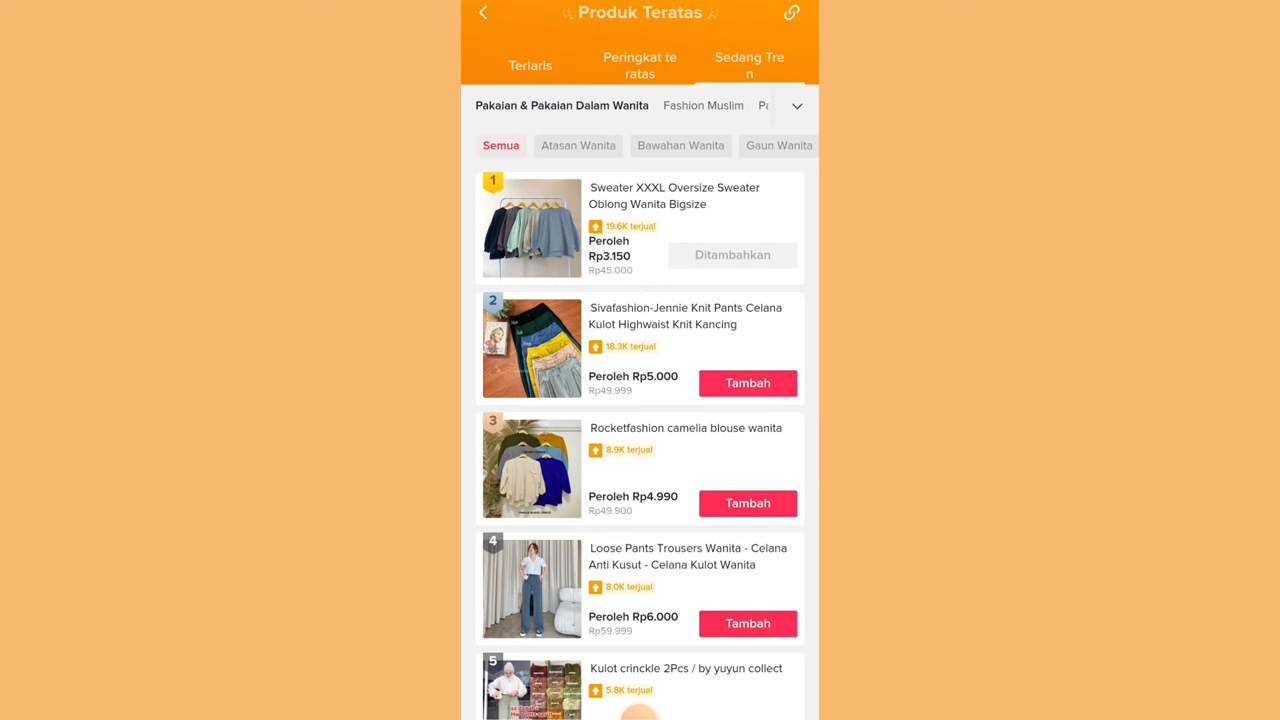 Produk Teratas
Terlaris
Peringkat te
ratas
Sedang Tre
n
Pakaian & Pakaian Dalam Wanita
Fashion Muslim
Semua
Atasan Wanita
Bawahan Wanita
Gaun Wanita
1
Sweater XXXL Oversize Sweater
Oblong Wanita Bigsize
19.6K terjual
Peroleh
Rp3.150
Rp45.000
Ditambahkan
2
Sivafashion-Jennie Knit Pants Celana
Kulot Highwaist Knit Kancing
18.3K terjual
Peroleh Rp5.000
Rp49.999
Tambah
3
Rocketfashion camelia blouse wanita
8.9K terjual
Peroleh Rp4.990
Rp49.900
Tambah
4
Loose Pants Trousers Wanita - Celana
Anti Kusut - Celana Kulot Wanita
8.0K terjual
Peroleh Rp6.000
Rp59.999
Tambah
5
Kulot crinckle 2Pcs / by yuyun collect
5.8K terjual